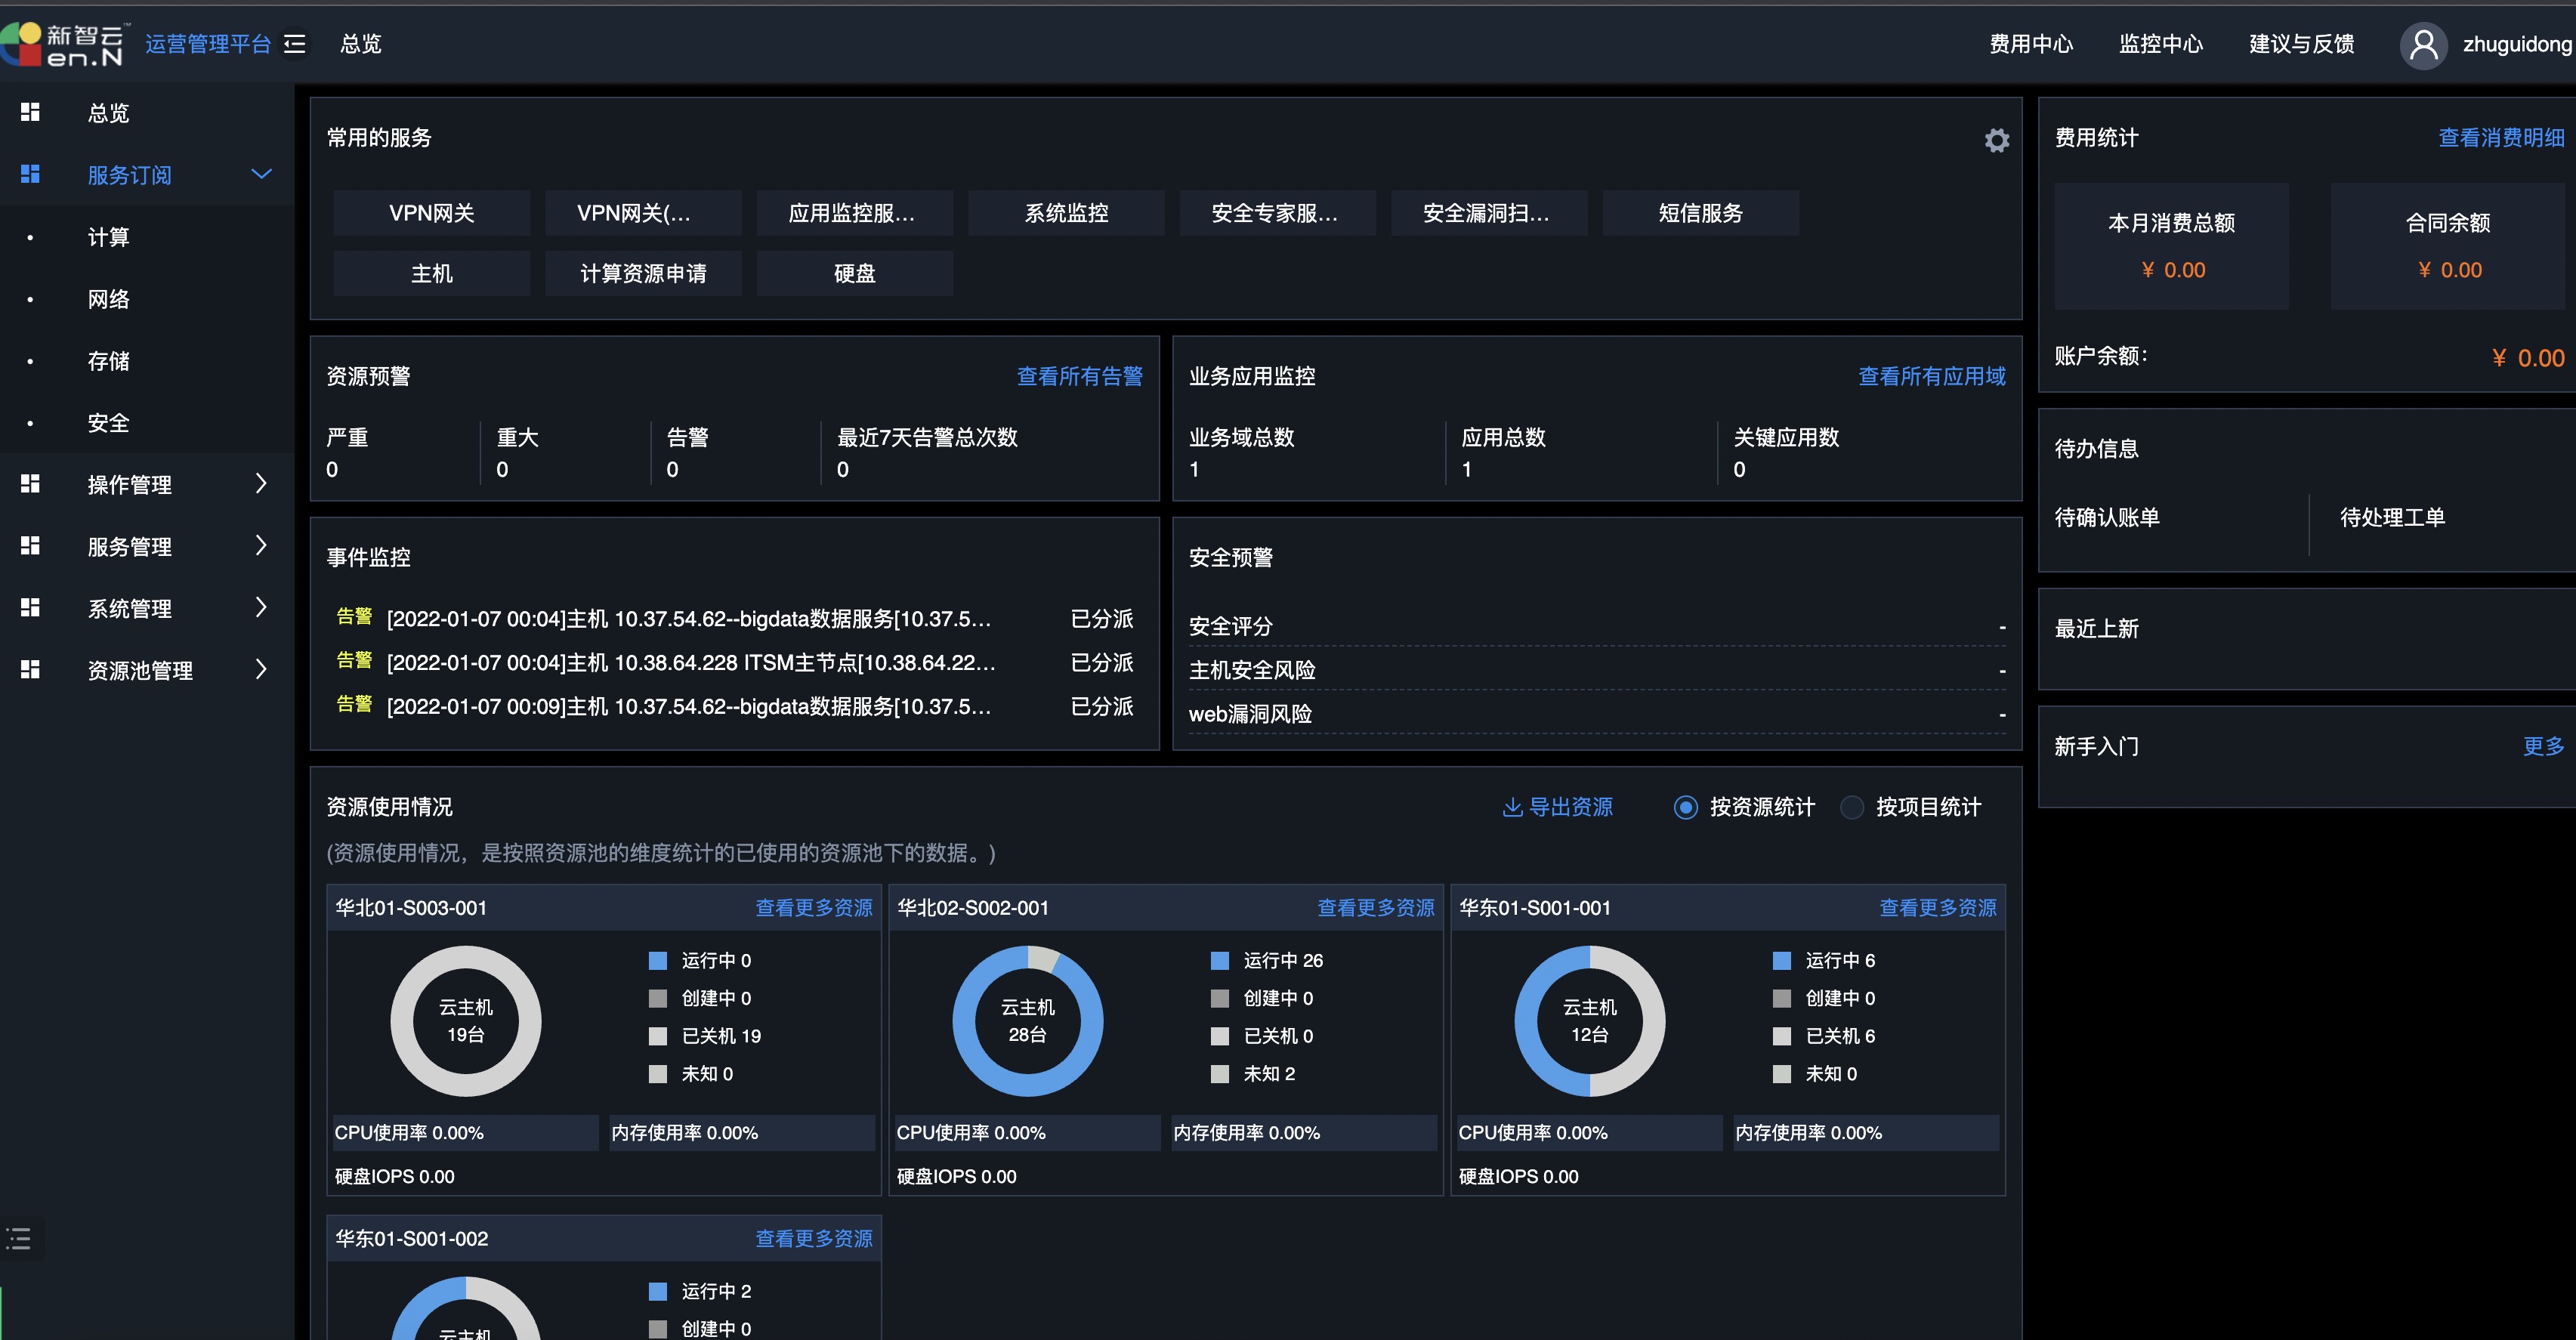 新智云™
en.N
运营管理平台
总览
费用中心
监控中心
建议与反馈
zhuguidong
总览
服务订阅
计算
网络
存储
安全
操作管理
服务管理
系统管理
资源池管理
常用的服务
VPN网关
VPN网关(...
应用监控服...
系统监控
安全专家服...
安全漏洞扫...
短信服务
主机
计算资源申请
硬盘
资源预警
查看所有告警
严重
0
重大
0
告警
0
最近7天告警总次数
0
业务应用监控
查看所有应用域
业务域总数
1
应用总数
1
关键应用数
0
事件监控
告警 [2022-01-07 00:04]主机 10.37.54.62--bigdata数据服务[10.37.5... 已分派
告警 [2022-01-07 00:04]主机 10.38.64.228 ITSM主节点[10.38.64.22... 已分派
告警 [2022-01-07 00:09]主机 10.37.54.62--bigdata数据服务[10.37.5... 已分派
安全预警
安全评分 -
主机安全风险 -
web漏洞风险 -
资源使用情况
导出资源
按资源统计
按项目统计
(资源使用情况，是按照资源池的维度统计的已使用的资源池下的数据。)
华北01-S003-001
查看更多资源
云主机
19台
运行中 0
创建中 0
已关机 19
未知 0
CPU使用率 0.00%
内存使用率 0.00%
硬盘IOPS 0.00
华北02-S002-001
查看更多资源
云主机
28台
运行中 26
创建中 0
已关机 0
未知 2
CPU使用率 0.00%
内存使用率 0.00%
硬盘IOPS 0.00
华东01-S001-001
查看更多资源
云主机
12台
运行中 6
创建中 0
已关机 6
未知 0
CPU使用率 0.00%
内存使用率 0.00%
硬盘IOPS 0.00
华东01-S001-002
查看更多资源
云主机
运行中 2
创建中 0
费用统计
查看消费明细
本月消费总额
¥ 0.00
合同余额
¥ 0.00
账户余额：
¥ 0.00
待办信息
待确认账单
待处理工单
最近上新
新手入门
更多